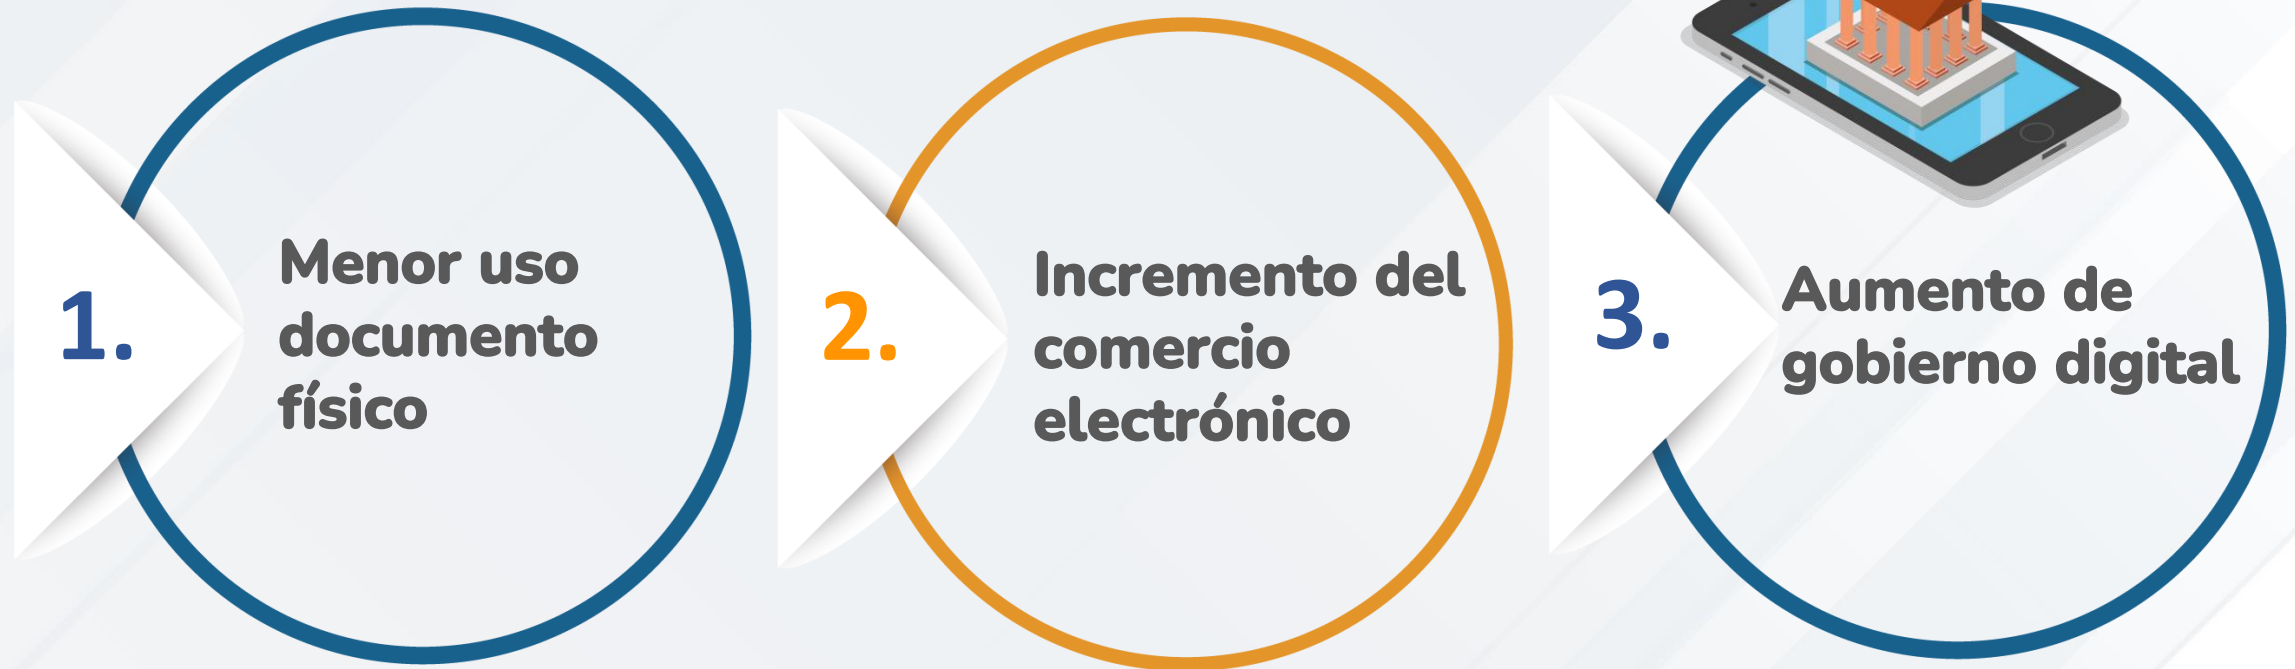 1.
Menor uso
documento
físico
2.
Incremento del
comercio
electrónico
3.
Aumento de
gobierno digital